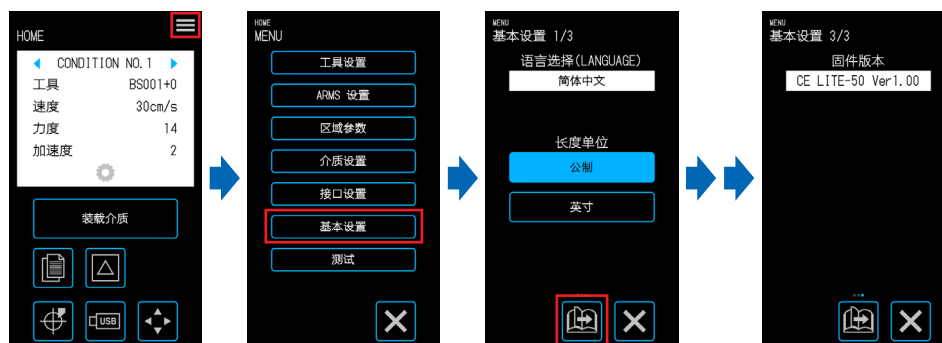 HOME
CONDITION NO.1
工具 BS001+0
速度 30cm/s
力度 14
加速度 2
装载介质
USB
HOME
MENU
工具设置
ARMS 设置
区域参数
介质设置
接口设置
基本设置
测试
MENU
基本设置 1/3
语言选择(LANGUAGE)
简体中文
长度单位
公制
英寸
MENU
基本设置 3/3
固件版本
CE LITE-50 Ver1.00